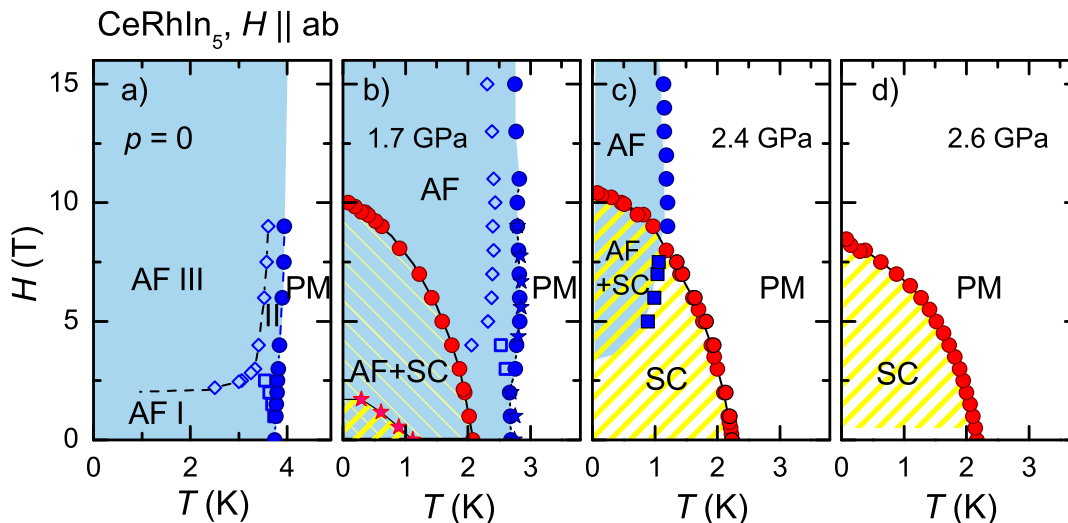 CeRhIn₅, H || ab
H (T)
15
10
5
0
a)
p = 0
AF III
II
PM
AF I
0
2
4
T (K)
b)
1.7 GPa
AF
PM
AF+SC
0
1
2
3
T (K)
c)
AF
2.4 GPa
AF
+SC
PM
SC
0
1
2
3
T (K)
d)
2.6 GPa
PM
SC
0
1
2
3
T (K)